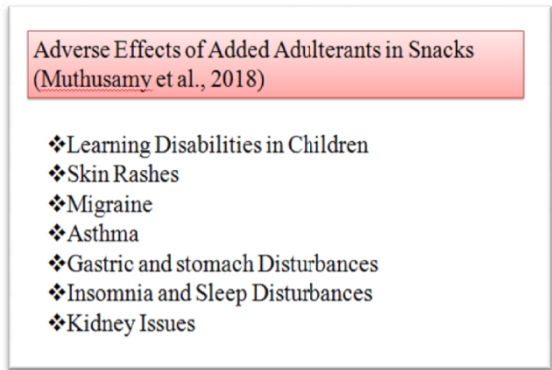 Adverse Effects of Added Adulterants in Snacks
(Muthusamy et al., 2018)
❖Learning Disabilities in Children
❖Skin Rashes
❖Migraine
❖Asthma
❖Gastric and stomach Disturbances
❖Insomnia and Sleep Disturbances
❖Kidney Issues